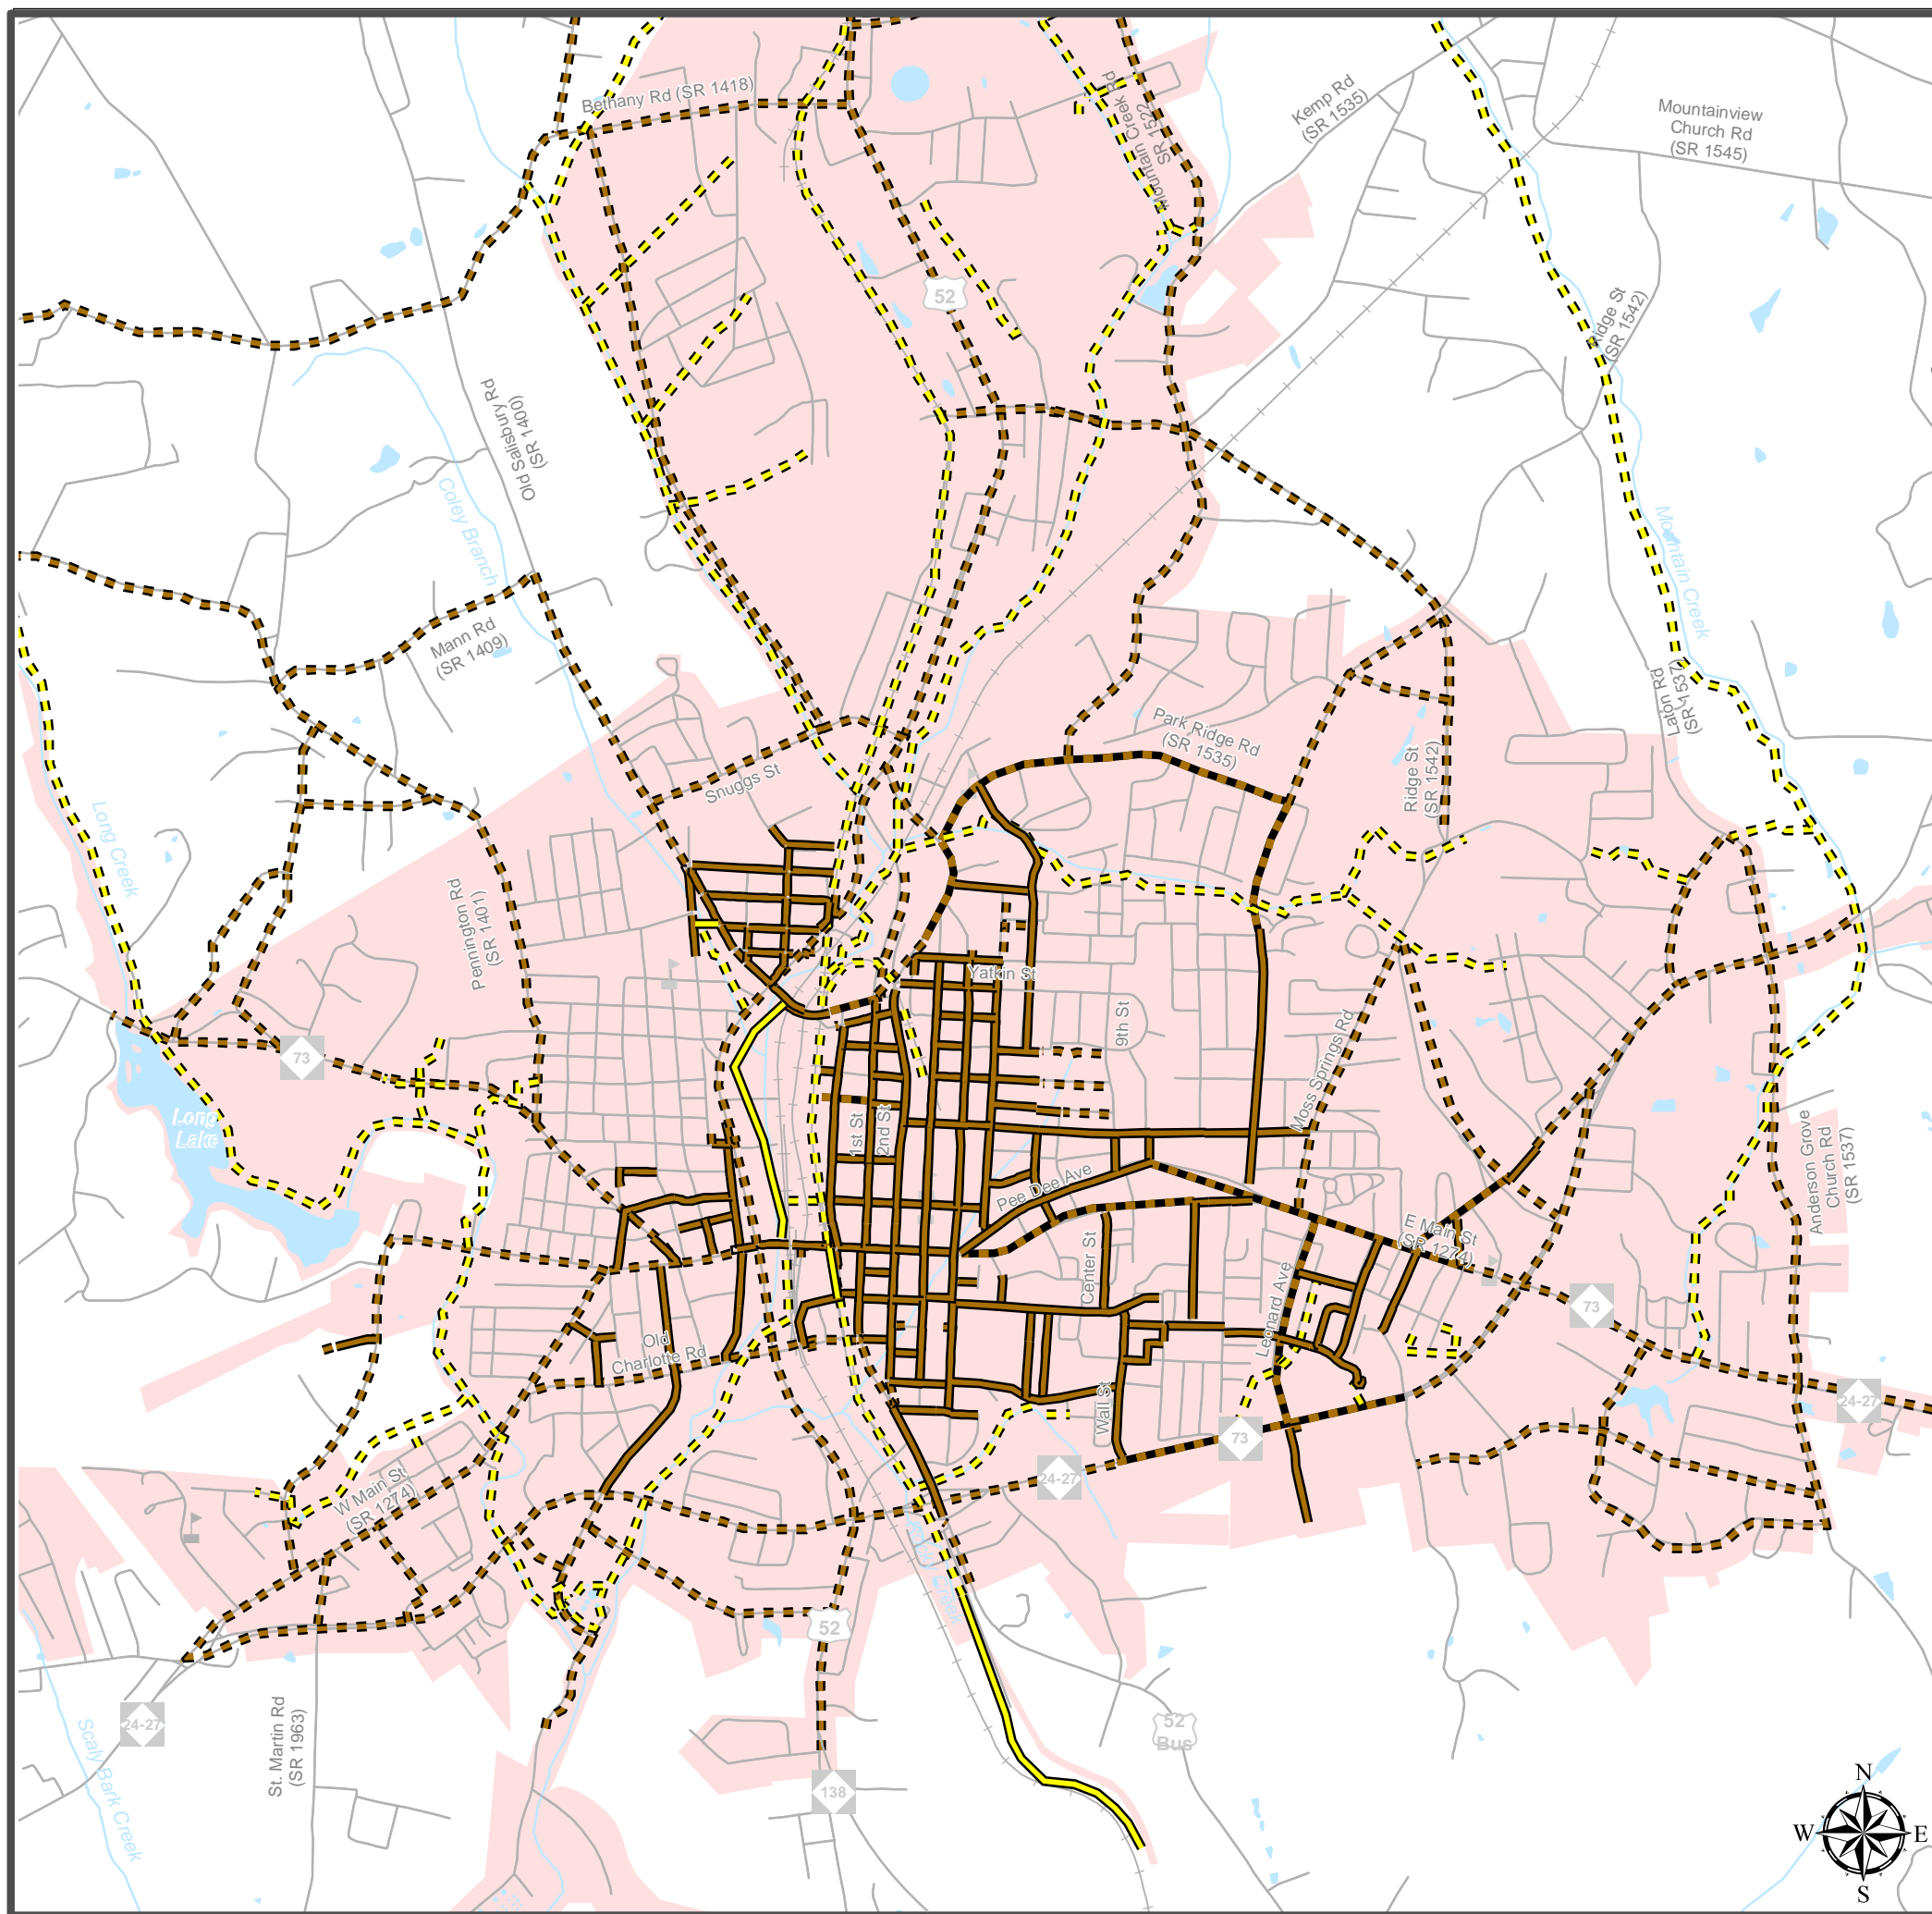 Bethany Rd (SR 1418)
Mountain Creek Rd
SR 1522
Kemp Rd
(SR 1535)
Mountainview
Church Rd
(SR 1545)
52
Ridge St
(SR 1542)
Old Salisbury Rd
(SR 1400)
Coley Branch
Mountain Creek
Mann Rd
(SR 1409)
Laton Rd
(SR 1537)
Park Ridge Rd
(SR 1535)
Snuggs St
Ridge St
(SR 1542)
Long Creek
Pennington Rd
(SR 1401)
Yatkin St
9th St
73
Moss Springs Rd
Long
Lake
1st St
2nd St
Anderson Grove
Church Rd
(SR 1537)
Pee Dee Ave
E Main St
(SR 1274)
Center St
Leonard Ave
73
Old
Charlotte Rd
Wall St
24-27
73
24-27
W Main St
(SR 1274)
Creek
52
St. Martin Rd
(SR 1963)
24-27
Scaly Bark Creek
52
Bus
138
N
W
E
S